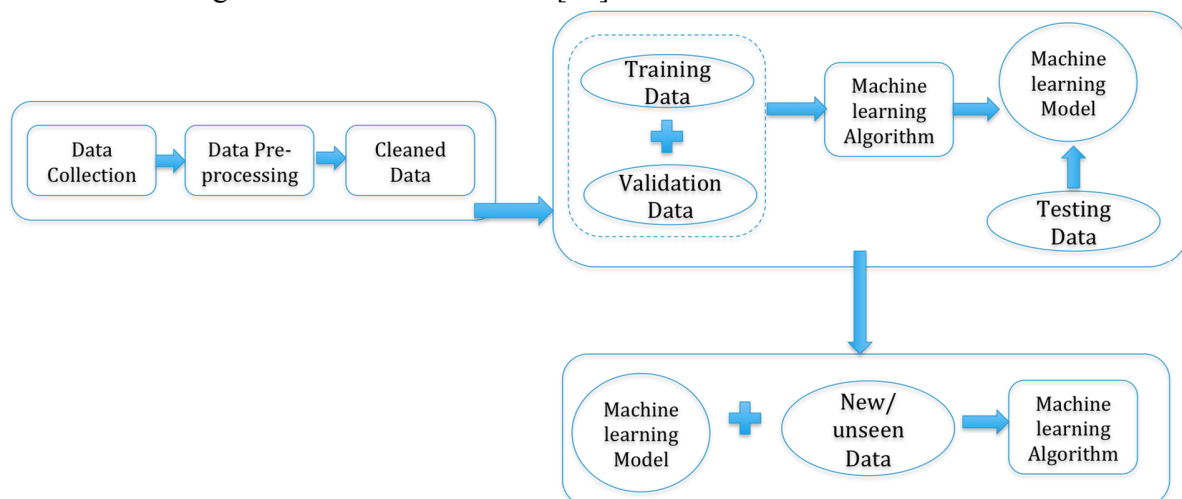 Data
Collection
Data Pre-
processing
Cleaned
Data
Training
Data
Validation
Data
Machine
learning
Algorithm
Machine
learning
Model
Testing
Data
Machine
learning
Model
New/
unseen
Data
Machine
learning
Algorithm